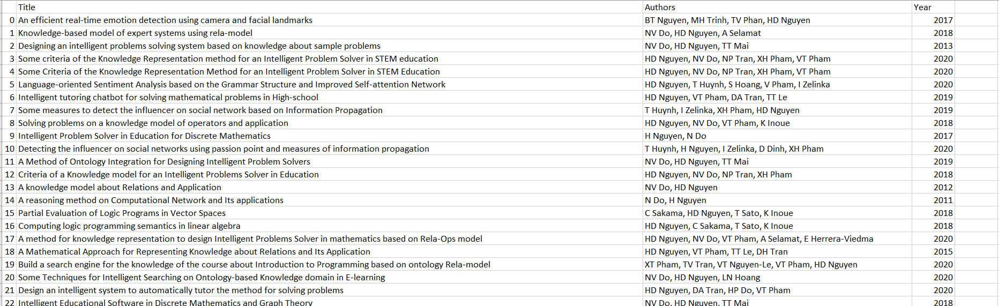 Title Authors Year
0 An efficient real-time emotion detection using camera and facial landmarks BT Nguyen, MH Trinh, TV Phan, HD Nguyen 2017
1 Knowledge-based model of expert systems using rela-model NV Do, HD Nguyen, A Selamat 2018
2 Designing an intelligent problems solving system based on knowledge about sample problems NV Do, HD Nguyen, TT Mai 2013
3 Some criteria of the Knowledge Representation method for an Intelligent Problem Solver in STEM education HD Nguyen, NV Do, NP Tran, XH Pham, VT Pham 2020
4 Some Criteria of the Knowledge Representation Method for an Intelligent Problem Solver in STEM Education HD Nguyen, NV Do, NP Tran, XH Pham, VT Pham 2020
5 Language-oriented Sentiment Analysis based on the Grammar Structure and Improved Self-attention Network HD Nguyen, T Huynh, S Hoang, V Pham, I Zelinka 2020
6 Intelligent tutoring chatbot for solving mathematical problems in High-school HD Nguyen, VT Pham, DA Tran, TT Le 2019
7 Some measures to detect the influencer on social network based on Information Propagation T Huynh, I Zelinka, XH Pham, HD Nguyen 2019
8 Solving problems on a knowledge model of operators and application HD Nguyen, NV Do, VT Pham, K Inoue 2018
9 Intelligent Problem Solver in Education for Discrete Mathematics H Nguyen, N Do 2017
10 Detecting the influencer on social networks using passion point and measures of information propagation T Huynh, H Nguyen, I Zelinka, D Dinh, XH Pham 2020
11 A Method of Ontology Integration for Designing Intelligent Problem Solvers NV Do, HD Nguyen, TT Mai 2019
12 Criteria of a Knowledge model for an Intelligent Problems Solver in Education HD Nguyen, NV Do, NP Tran, XH Pham 2018
13 A knowledge model about Relations and Application NV Do, HD Nguyen 2012
14 A reasoning method on Computational Network and Its applications N Do, H Nguyen 2011
15 Partial Evaluation of Logic Programs in Vector Spaces C Sakama, HD Nguyen, T Sato, K Inoue 2018
16 Computing logic programming semantics in linear algebra HD Nguyen, C Sakama, T Sato, K Inoue 2018
17 A method for knowledge representation to design Intelligent Problems Solver in mathematics based on Rela-Ops model HD Nguyen, NV Do, VT Pham, A Selamat, E Herrera-Viedma 2020
18 A Mathematical Approach for Representing Knowledge about Relations and Its Application HD Nguyen, VT Pham, TT Le, DH Tran 2015
19 Build a search engine for the knowledge of the course about Introduction to Programming based on ontology Rela-model XT Pham, TV Tran, VT Nguyen-Le, VT Pham, HD Nguyen 2020
20 Some Techniques for Intelligent Searching on Ontology-based Knowledge domain in E-learning NV Do, HD Nguyen, LN Hoang 2020
21 Design an intelligent system to automatically tutor the method for solving problems HD Nguyen, DA Tran, HP Do, VT Pham 2020
22 Intelligent Educational Software in Discrete Mathematics and Graph Theory NV Do, HD Nguyen, TT Mai 2018